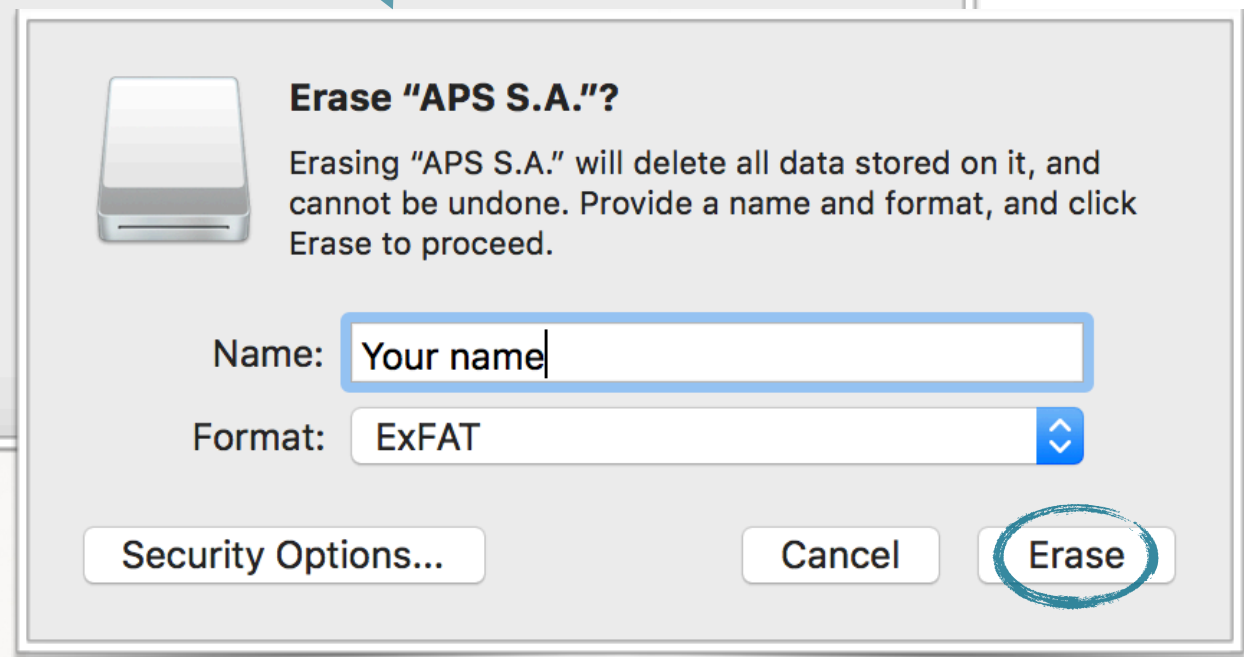 Erase “APS S.A.”?
Erasing “APS S.A.” will delete all data stored on it, and
cannot be undone. Provide a name and format, and click
Erase to proceed.
Name: Your name
Format: ExFAT
Security Options... Cancel Erase